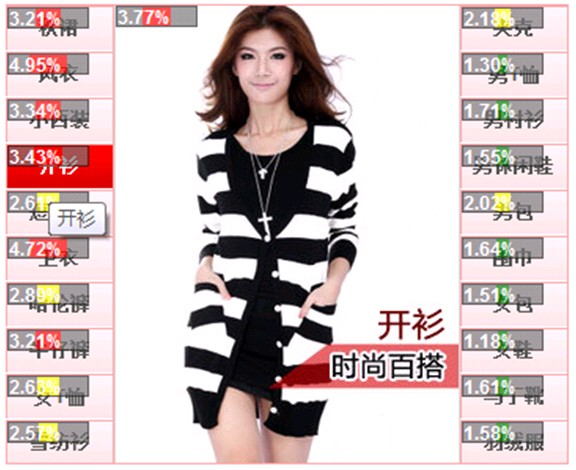 3.21%
秋裙
4.95%
风衣
3.34%
小西装
3.43%
开衫
2.61%
开衫
4.72%
卫衣
2.89%
哈伦裤
3.21%
牛仔裤
2.63%
女T恤
2.57%
雪纺衫
3.77%
开衫
时尚百搭
2.18%
夹克
1.30%
男T恤
1.71%
男衬衫
1.55%
男休闲鞋
2.02%
男包
1.64%
围巾
1.51%
女包
1.18%
女鞋
1.61%
马丁靴
1.58%
羽绒服